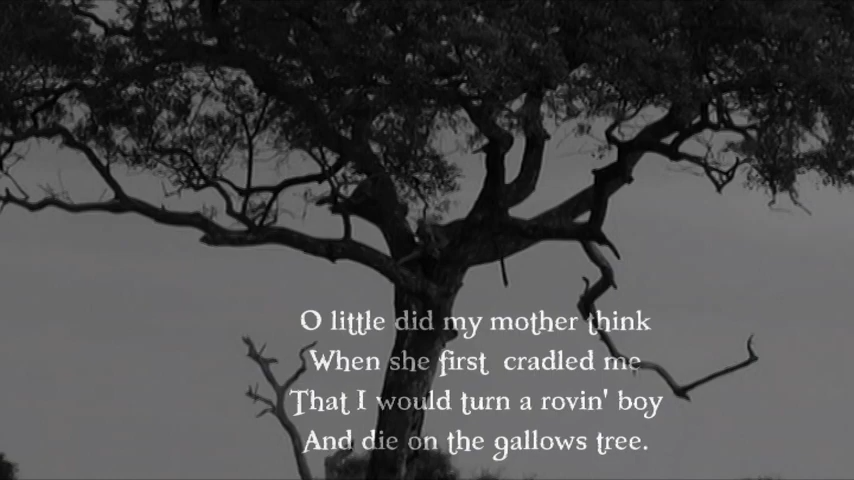 O little did my mother think
When she first cradled me
That I would turn a rovin' boy
And die on the gallows tree.